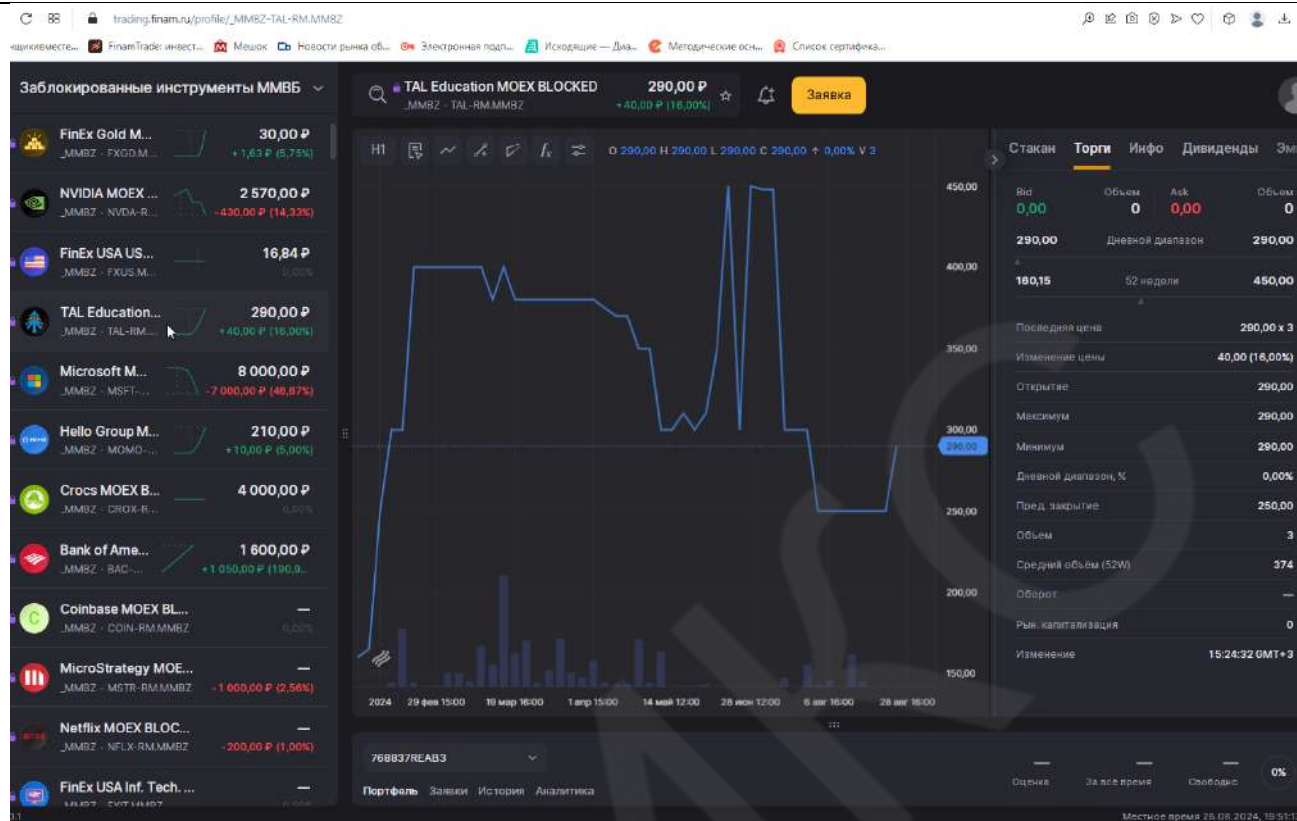 trading.finam.ru/profile/_MMBZ-TAL-RM.MMBZ
FinamTrade: инвест... Мешок Новости рынка об... Электронная подп... Исходящие — Диа... Методические осн... Список сертифика...
Заблокированные инструменты ММВБ
FinEx Gold M... 30,00 ₽
_MMBZ - FXGD.M... +1,63 ₽ (5,75%)
NVIDIA MOEX ... 2 570,00 ₽
_MMBZ - NVDA-R... -430,00 ₽ (14,33%)
FinEx USA US... 16,84 ₽
_MMBZ - FXUS.M... 0,00%
TAL Education... 290,00 ₽
_MMBZ - TAL-RM.... +40,00 ₽ (16,00%)
Microsoft M... 8 000,00 ₽
_MMBZ - MSFT-... -7 000,00 ₽ (46,67%)
Hello Group M... 210,00 ₽
_MMBZ - MOMO-... +10,00 ₽ (5,00%)
Crocs MOEX B... 4 000,00 ₽
_MMBZ - CROX-R... 0,00%
Bank of Ame... 1 600,00 ₽
_MMBZ - BAC-... +1 050,00 ₽ (190,9...
Coinbase MOEX BL... —
_MMBZ - COIN-RM.MMBZ 0,00%
MicroStrategy MOE... —
_MMBZ - MSTR-RM.MMBZ -1 000,00 ₽ (2,56%)
Netflix MOEX BLOC... —
_MMBZ - NFLX-RM.MMBZ -200,00 ₽ (1,00%)
FinEx USA Inf. Tech. ... —
_MMBZ - FXIT.MMBZ
TAL Education MOEX BLOCKED 290,00 ₽
_MMBZ - TAL-RM.MMBZ +40,00 ₽ (16,00%)
Заявка
H1 O 290,00 H 290,00 L 290,00 C 290,00 ↑ 0,00% V 3
450,00
400,00
350,00
300,00
290,00
250,00
200,00
150,00
2024 29 фев 15:00 19 мар 16:00 1 апр 15:00 14 май 12:00 28 июн 12:00 6 авг 16:00 28 авг 16:00
768837REAB3
Портфель Заявки История Аналитика
Стакан Торги Инфо Дивиденды Эм
Bid Объем Ask Объем
0,00 0 0,00 0
290,00 Дневной диапазон 290,00
160,15 52 недели 450,00
Последняя цена 290,00 x 3
Изменение цены 40,00 (16,00%)
Открытие 290,00
Максимум 290,00
Минимум 290,00
Дневной диапазон, % 0,00%
Пред. закрытие 250,00
Объем 3
Средний объём (52W) 374
Оборот —
Рын. капитализация 0
Изменение 15:24:32 GMT+3
— — —
Оценка За всё время Свободно 0%
Местное время 28.08.2024, 19:51:1